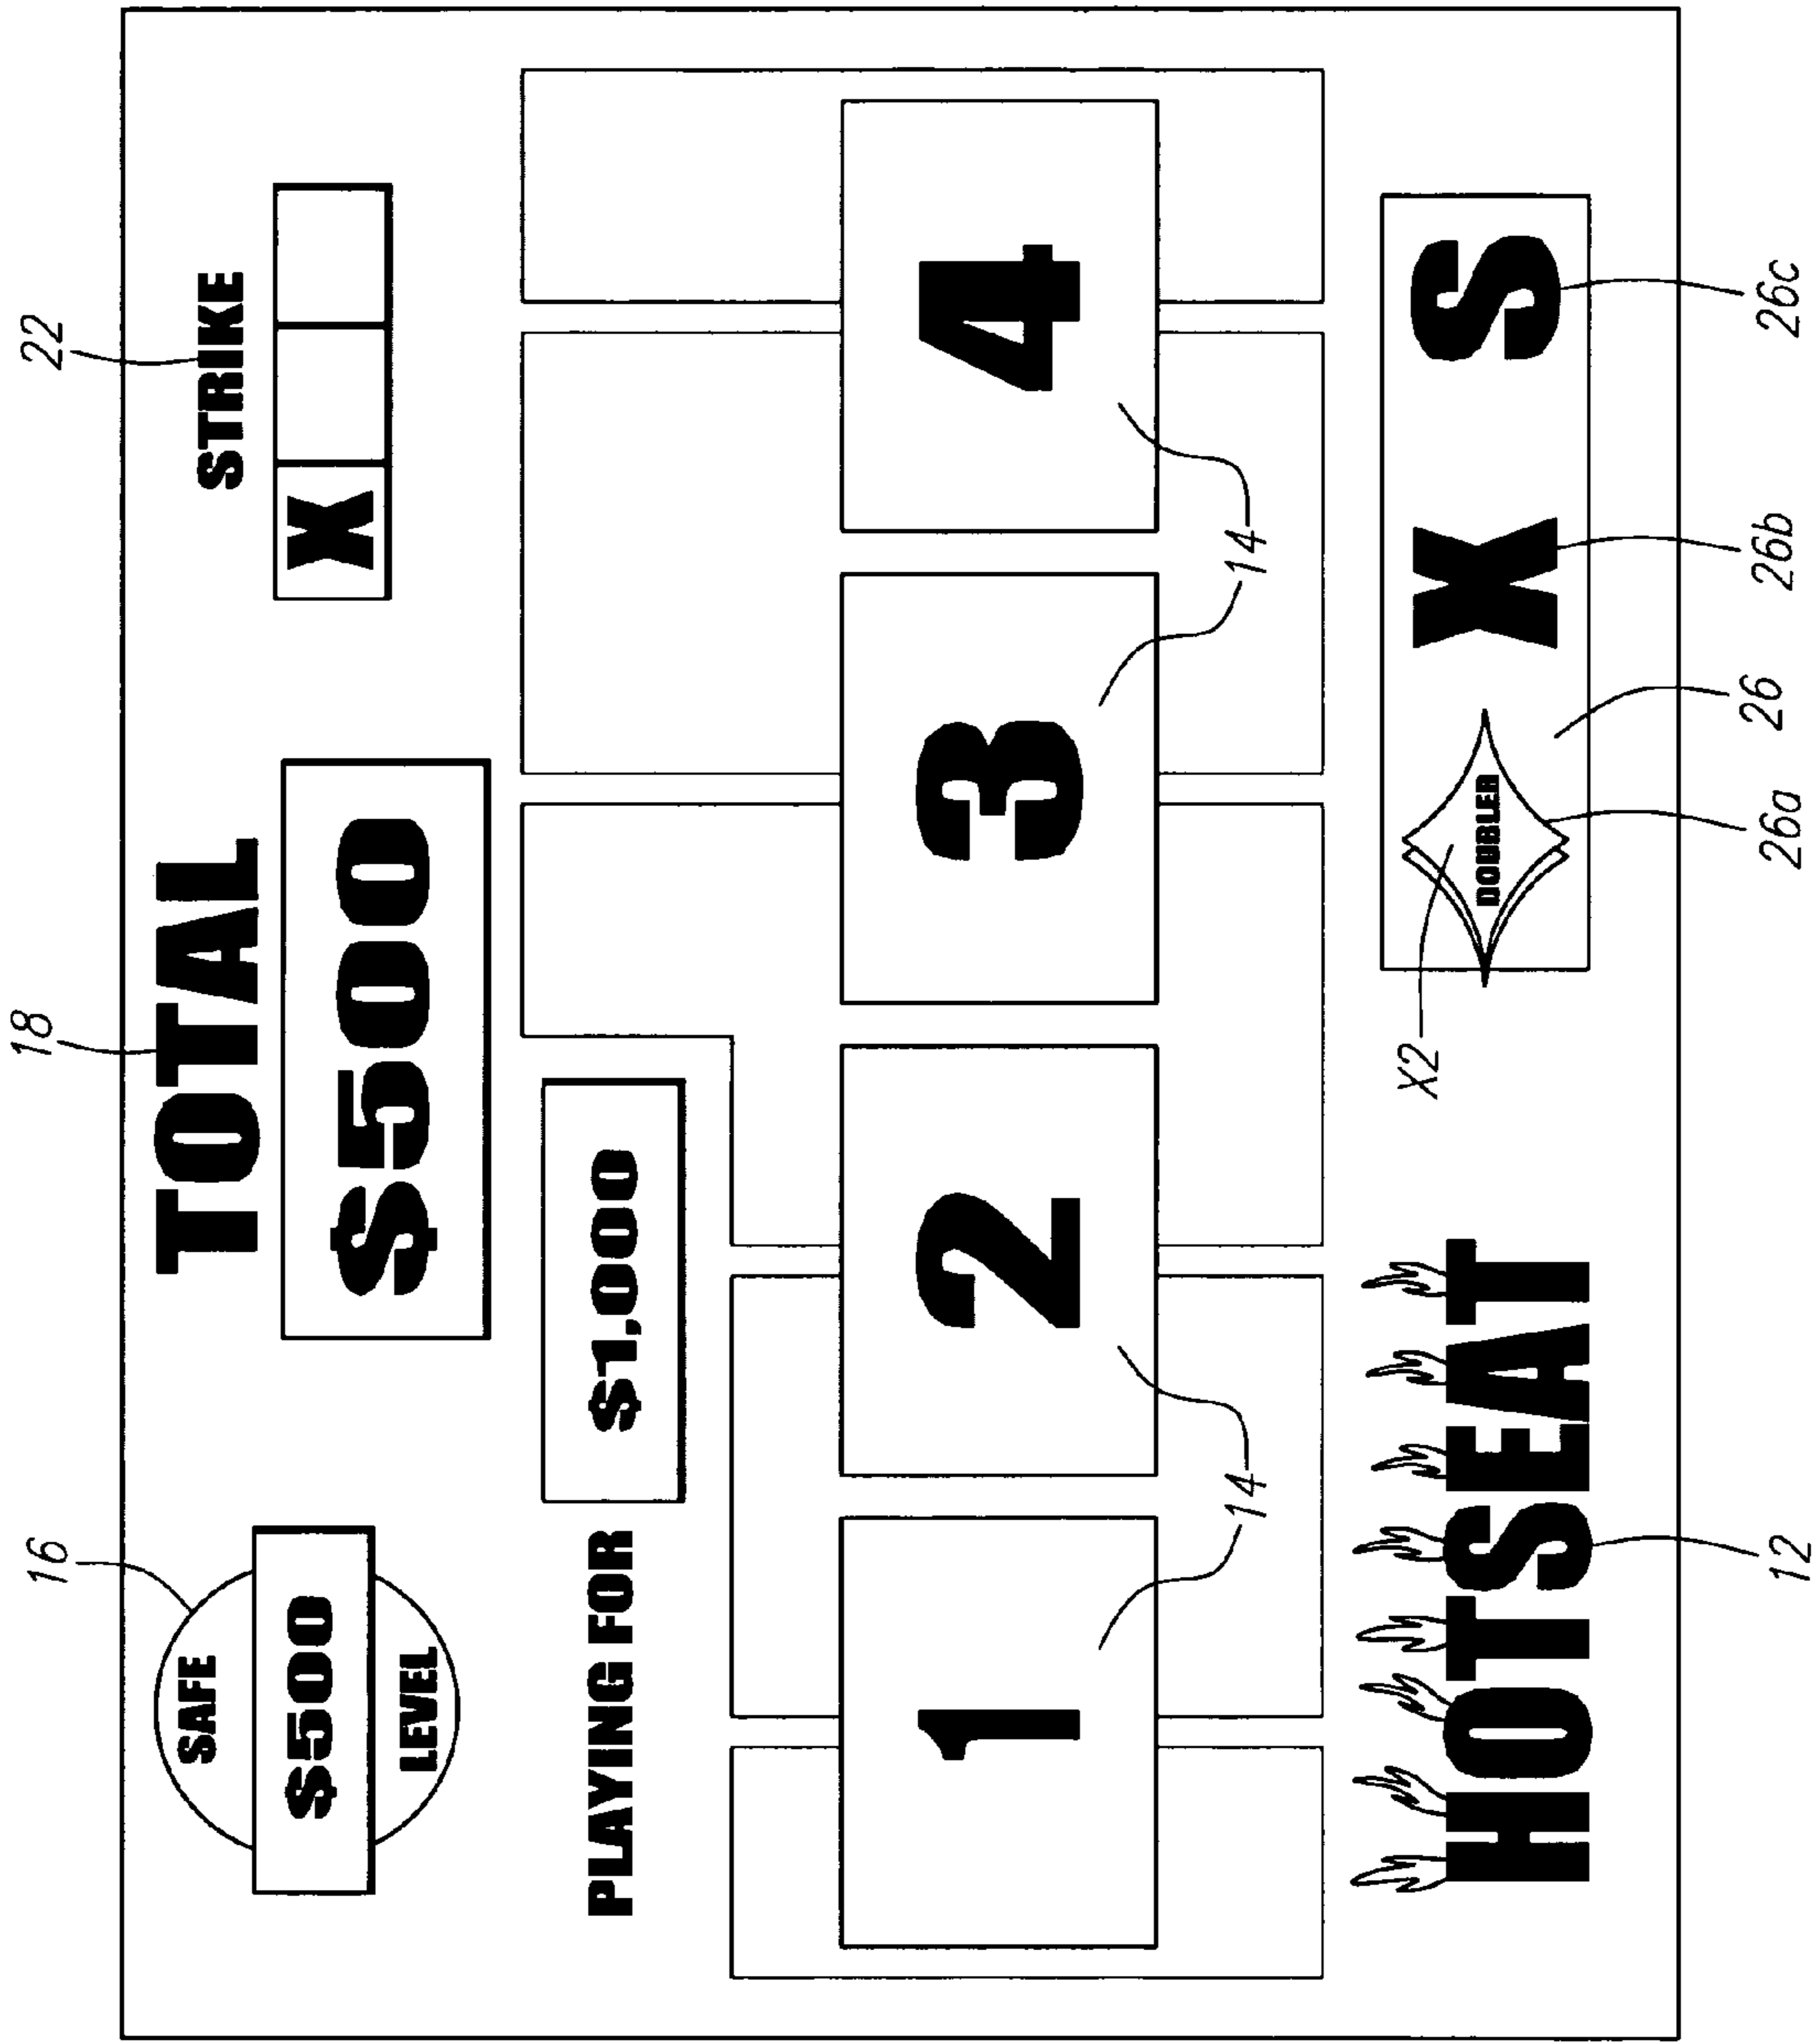 16
18
22
SAFE
$500
LEVEL
TOTAL
$500
STRIKE
X
PLAYING FOR
$1,000
1
2
3
4
14
14
HOTSEAT
X2
DOUBLER
X
S
12
26a
26
26b
26c